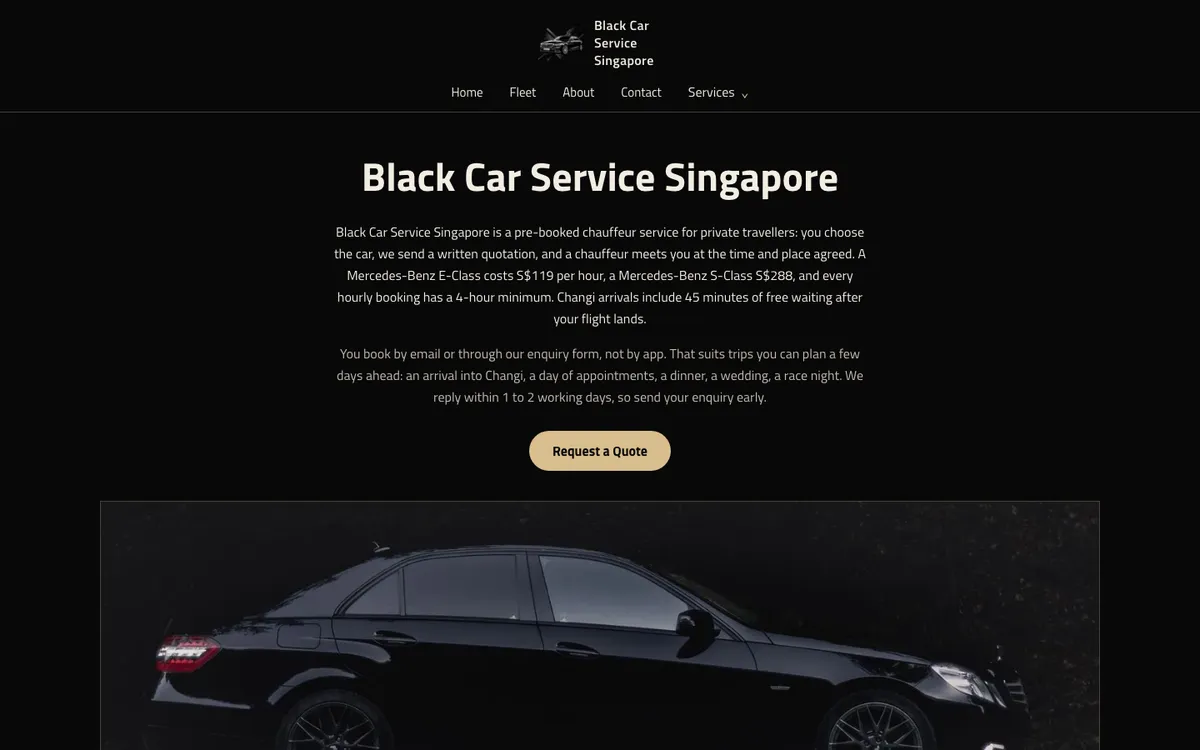 Black Car
Service
Singapore
Home Fleet About Contact Services
Black Car Service Singapore
Black Car Service Singapore is a pre-booked chauffeur service for private travellers: you choose
the car, we send a written quotation, and a chauffeur meets you at the time and place agreed. A
Mercedes-Benz E-Class costs S$119 per hour, a Mercedes-Benz S-Class S$288, and every
hourly booking has a 4-hour minimum. Changi arrivals include 45 minutes of free waiting after
your flight lands.
You book by email or through our enquiry form, not by app. That suits trips you can plan a few
days ahead: an arrival into Changi, a day of appointments, a dinner, a wedding, a race night. We
reply within 1 to 2 working days, so send your enquiry early.
Request a Quote